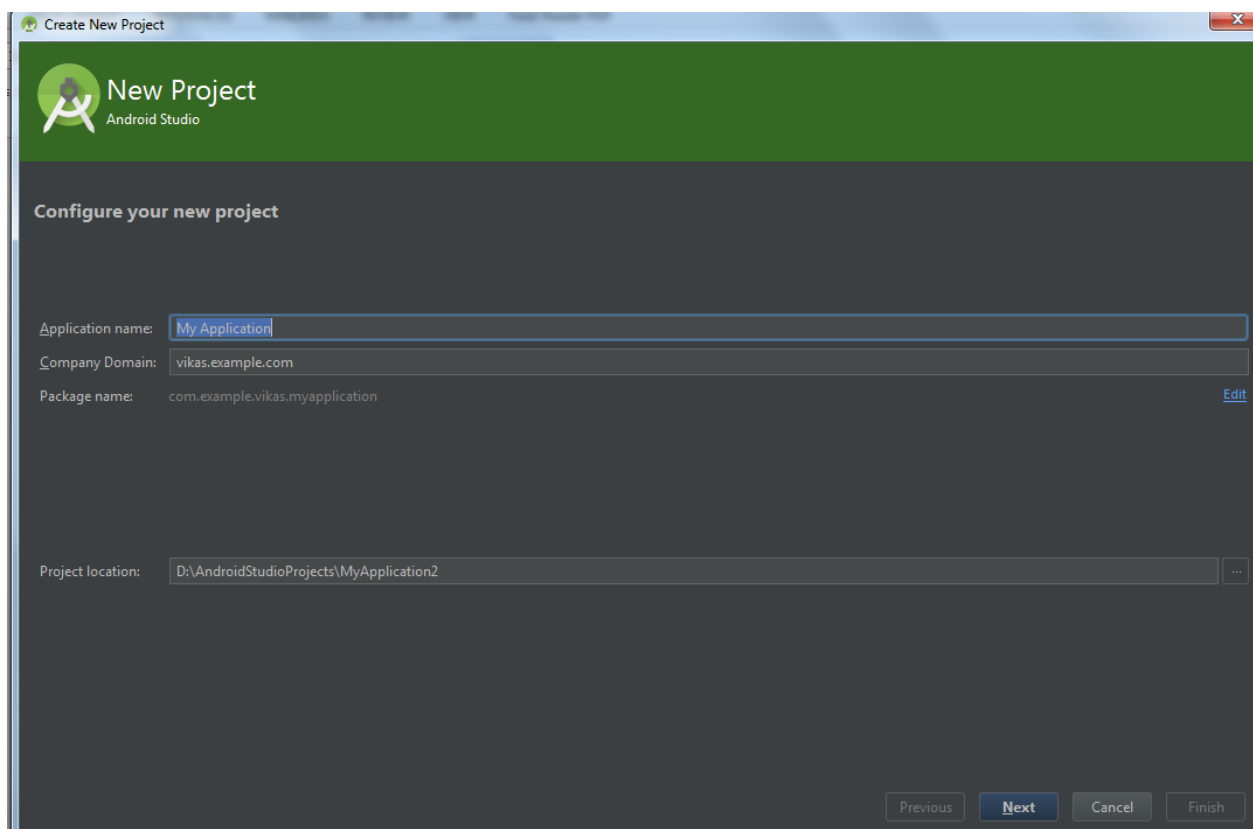 Create New Project
New Project
Android Studio
Configure your new project
Application name: My Application
Company Domain: vikas.example.com
Package name: com.example.vikas.myapplication Edit
Project location: D:\AndroidStudioProjects\MyApplication2 ...
Previous Next Cancel Finish